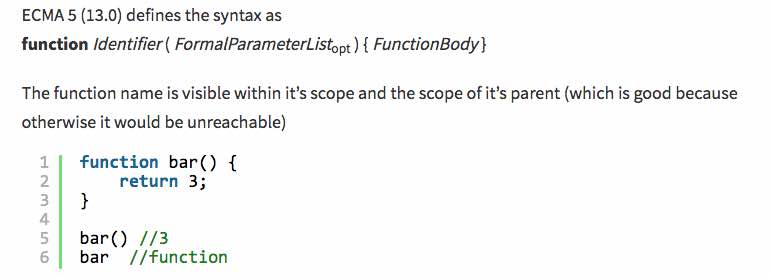 ECMA 5 (13.0) defines the syntax as
function Identifier ( FormalParameterListopt ) { FunctionBody }
The function name is visible within it's scope and the scope of it's parent (which is good because
otherwise it would be unreachable)
1 function bar() {
2     return 3;
3 }
4
5 bar() //3
6 bar  //function